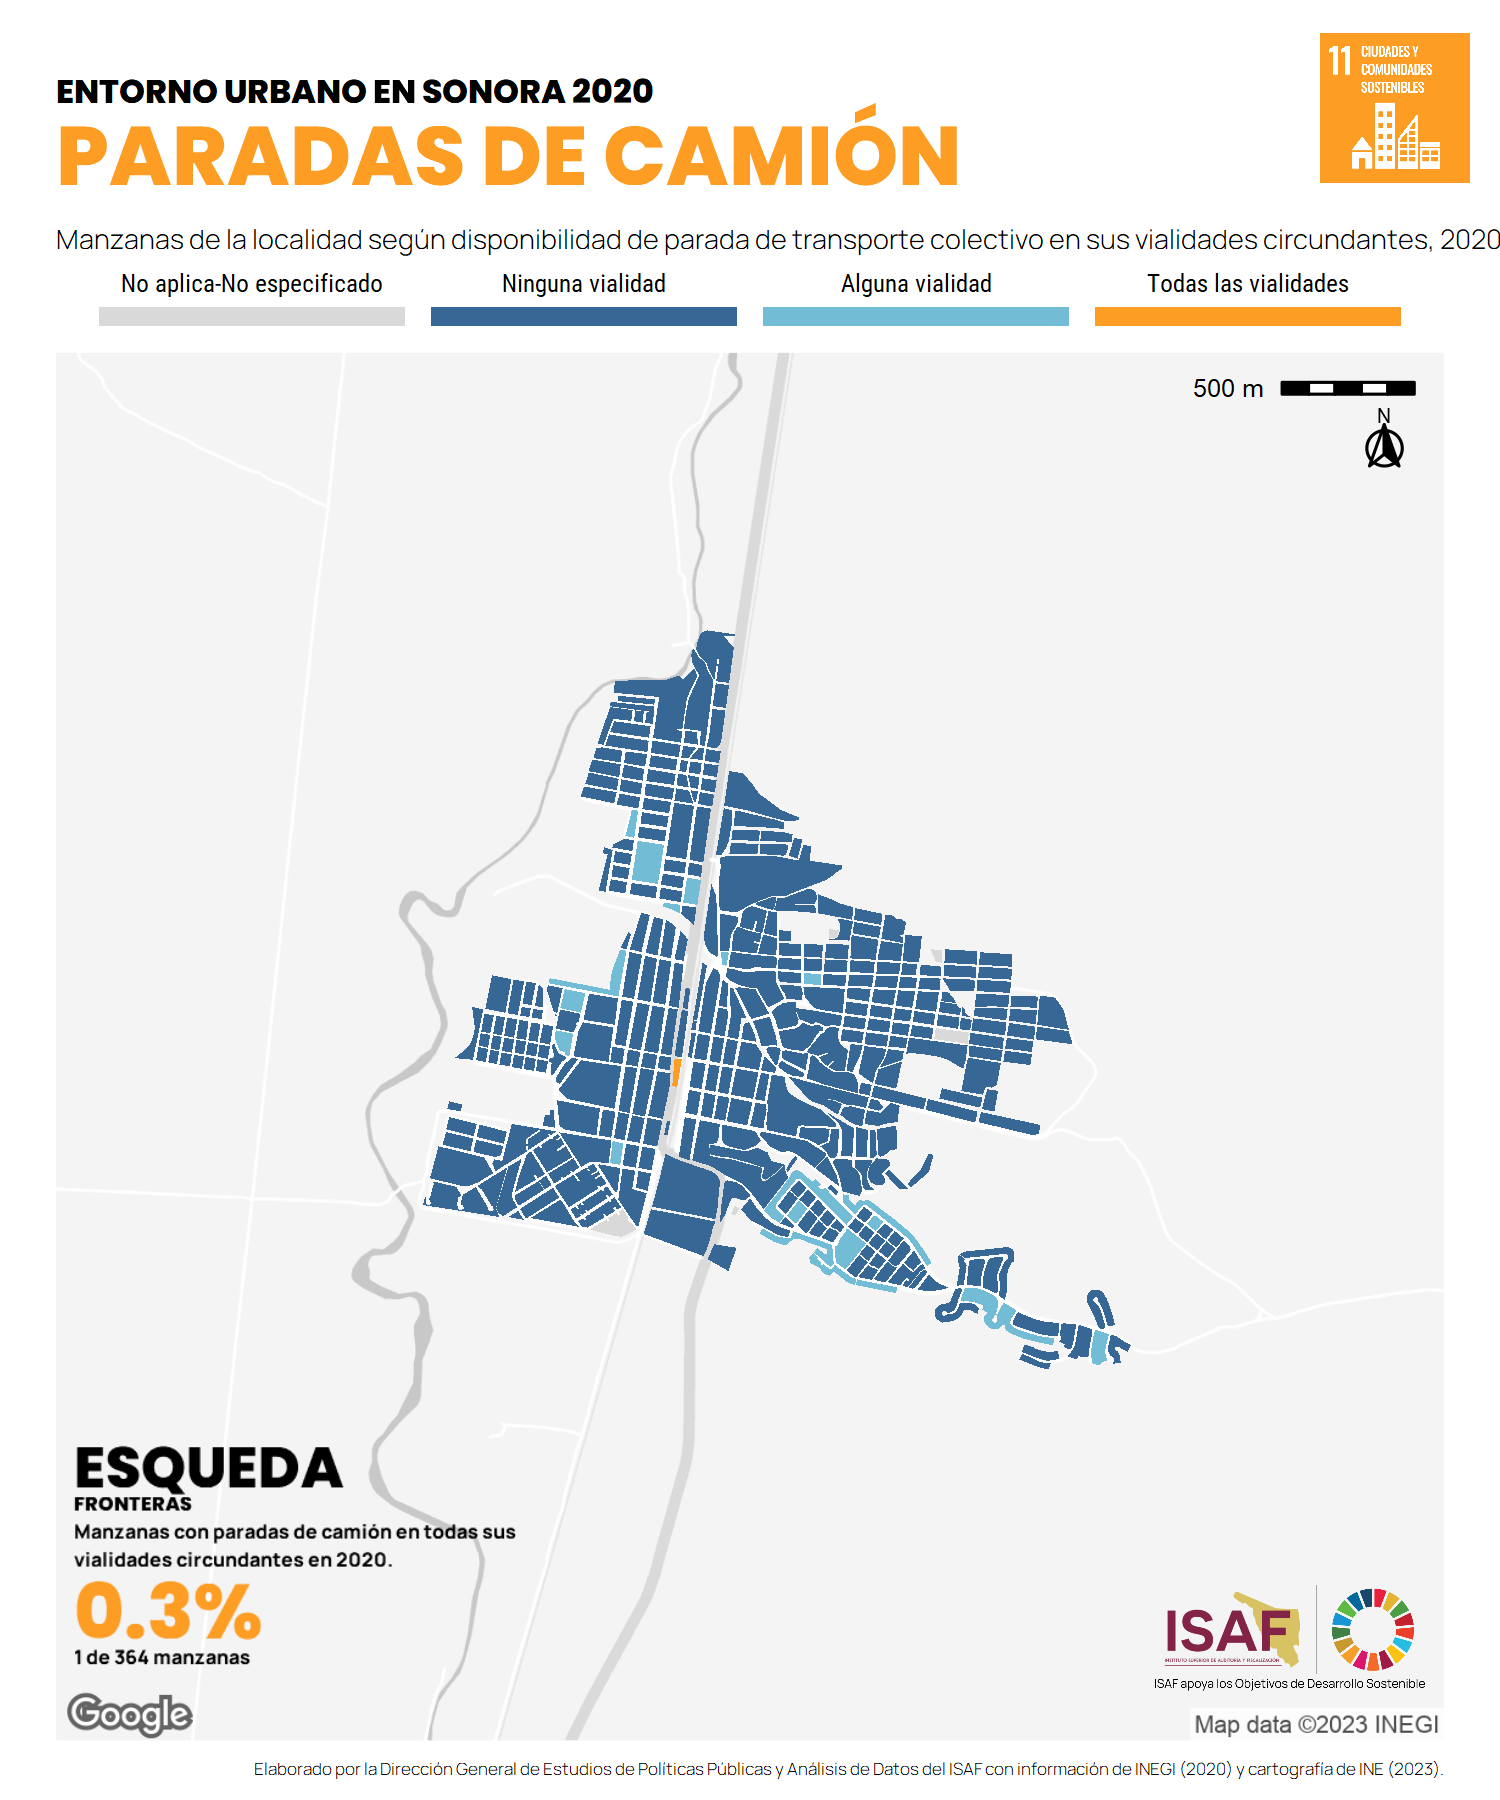 ENTORNO URBANO EN SONORA 2020
PARADAS DE CAMIÓN
11 CIUDADES Y
COMUNIDADES
SOSTENIBLES
Manzanas de la localidad según disponibilidad de parada de transporte colectivo en sus vialidades circundantes, 2020
No aplica-No especificado
Ninguna vialidad
Alguna vialidad
Todas las vialidades
500 m
N
ESQUEDA
FRONTERAS
Manzanas con paradas de camión en todas sus
vialidades circundantes en 2020.
0.3%
1 de 364 manzanas
Google
ISAF
INSTITUTO SUPERIOR DE AUDITORÍA Y FISCALIZACIÓN
ISAF apoya los Objetivos de Desarrollo Sostenible
Map data ©2023 INEGI
Elaborado por la Dirección General de Estudios de Políticas Públicas y Análisis de Datos del ISAF con información de INEGI (2020) y cartografía de INE (2023).